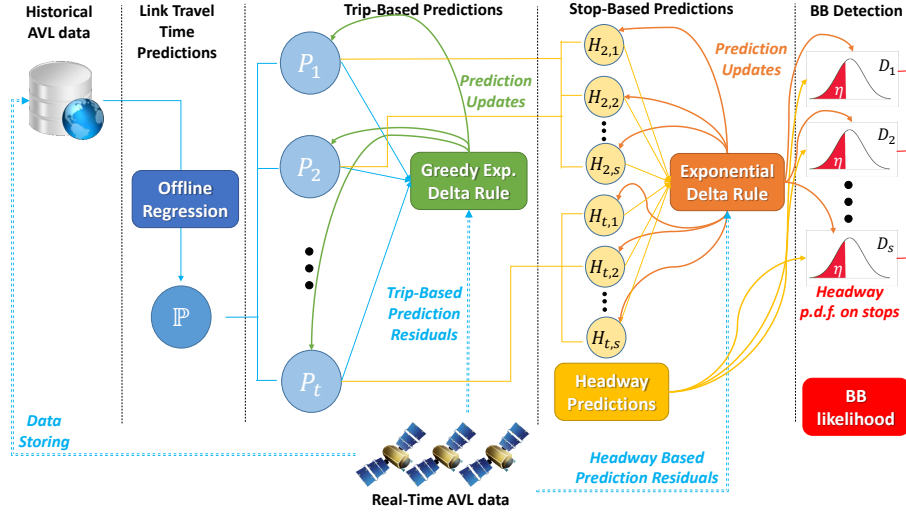 Historical
AVL data
Link Travel
Time
Predictions
Trip-Based Predictions
Stop-Based Predictions
BB Detection
P₁
P₂
Pₜ
ℙ
Offline
Regression
Prediction
Updates
Greedy Exp.
Delta Rule
Trip-Based
Prediction
Residuals
H₂,₁
H₂,₂
H₂,ₛ
Hₜ,₁
Hₜ,₂
Hₜ,ₛ
Prediction
Updates
Exponential
Delta Rule
Headway
Predictions
D₁
η
D₂
η
Dₛ
η
Headway
p.d.f. on stops
BB
likelihood
Data
Storing
Real-Time AVL data
Headway Based
Prediction Residuals